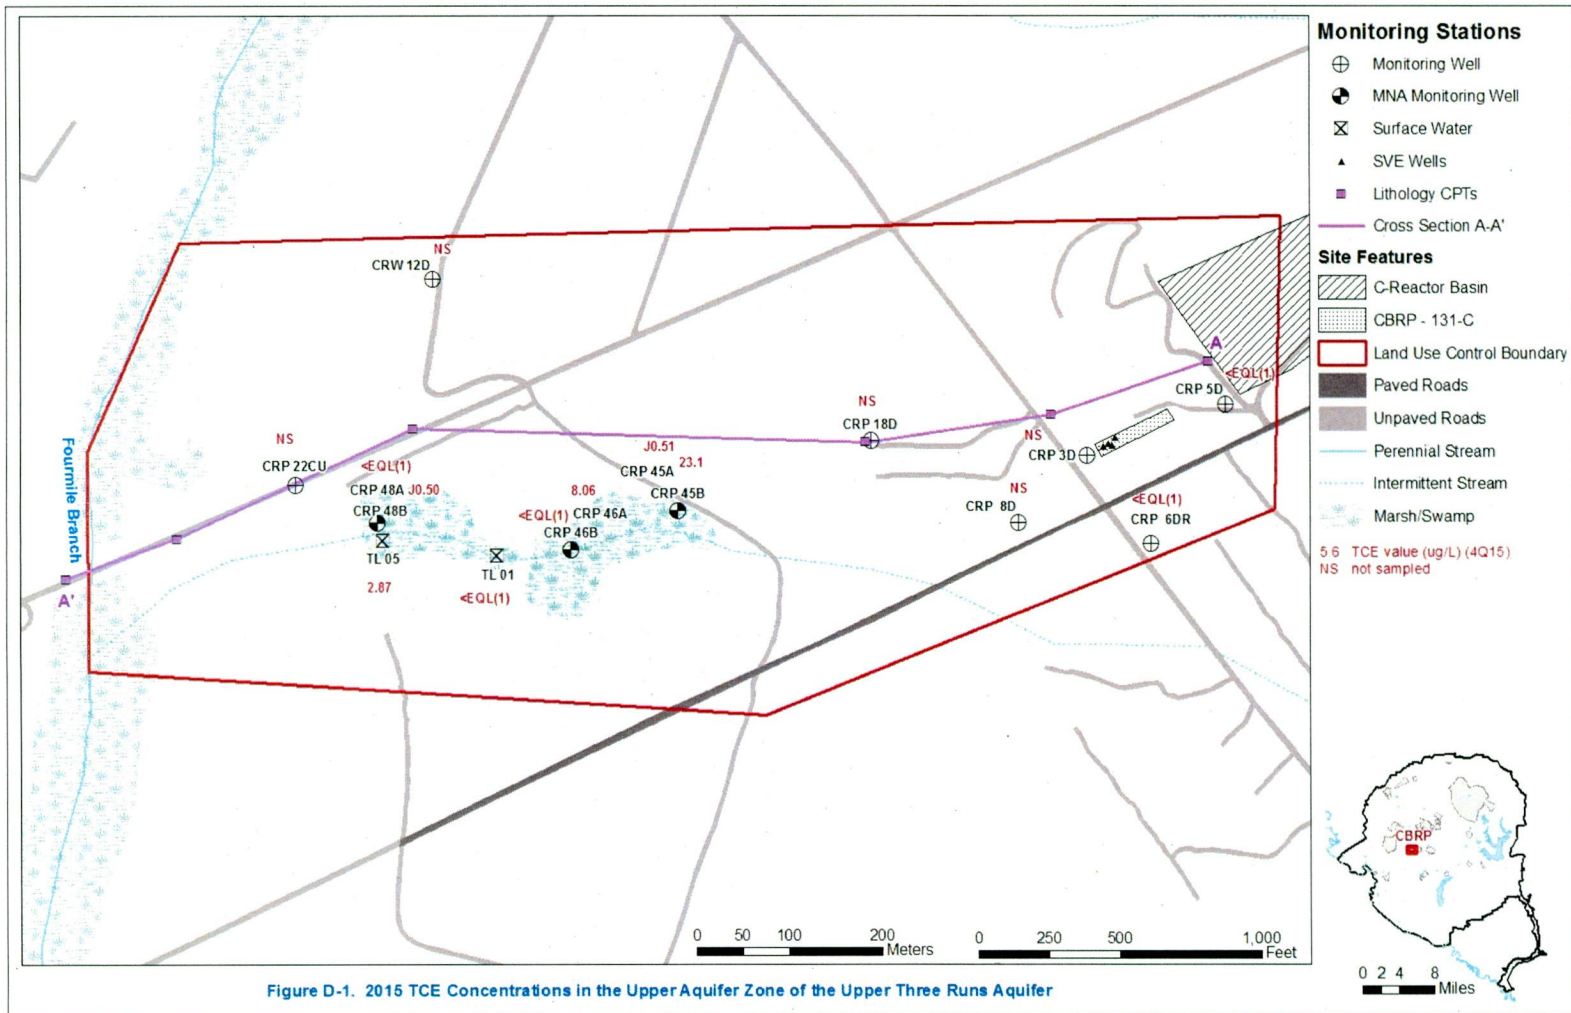 Monitoring Stations
Monitoring Well
MNA Monitoring Well
Surface Water
SVE Wells
Lithology CPTs
Cross Section A-A'
Site Features
C-Reactor Basin
CBRP - 131-C
Land Use Control Boundary
Paved Roads
Unpaved Roads
Perennial Stream
Intermittent Stream
Marsh/Swamp
5.6 TCE value (ug/L) (4Q15)
NS not sampled
NS
CRW 12D
A
<EQL(1)
CRP 5D
NS
CRP 18D
NS
CRP 3D
NS
CRP 8D
<EQL(1)
CRP 6DR
NS
CRP 22CU
<EQL(1)
CRP 48A
J0.50
CRP 48B
TL 05
2.87
TL 01
<EQL(1)
8.06
<EQL(1)
CRP 46A
CRP 46B
J0.51
23.1
CRP 45A
CRP 45B
Fourmile Branch
A'
0 50 100 200
Meters
0 250 500 1,000
Feet
CBRP
0 2 4 8
Miles
Figure D-1. 2015 TCE Concentrations in the Upper Aquifer Zone of the Upper Three Runs Aquifer